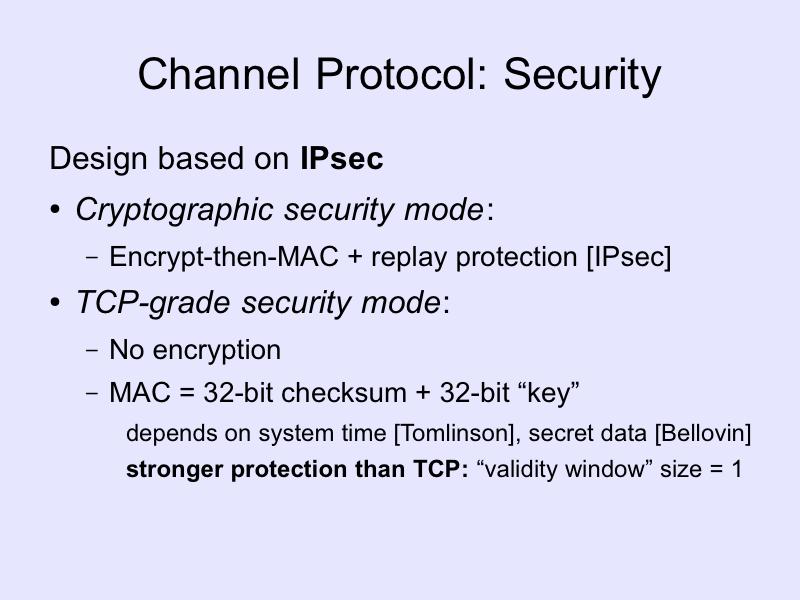 Channel Protocol: Security
Design based on IPsec
• Cryptographic security mode:
– Encrypt-then-MAC + replay protection [IPsec]
• TCP-grade security mode:
– No encryption
– MAC = 32-bit checksum + 32-bit “key”
depends on system time [Tomlinson], secret data [Bellovin]
stronger protection than TCP: “validity window” size = 1